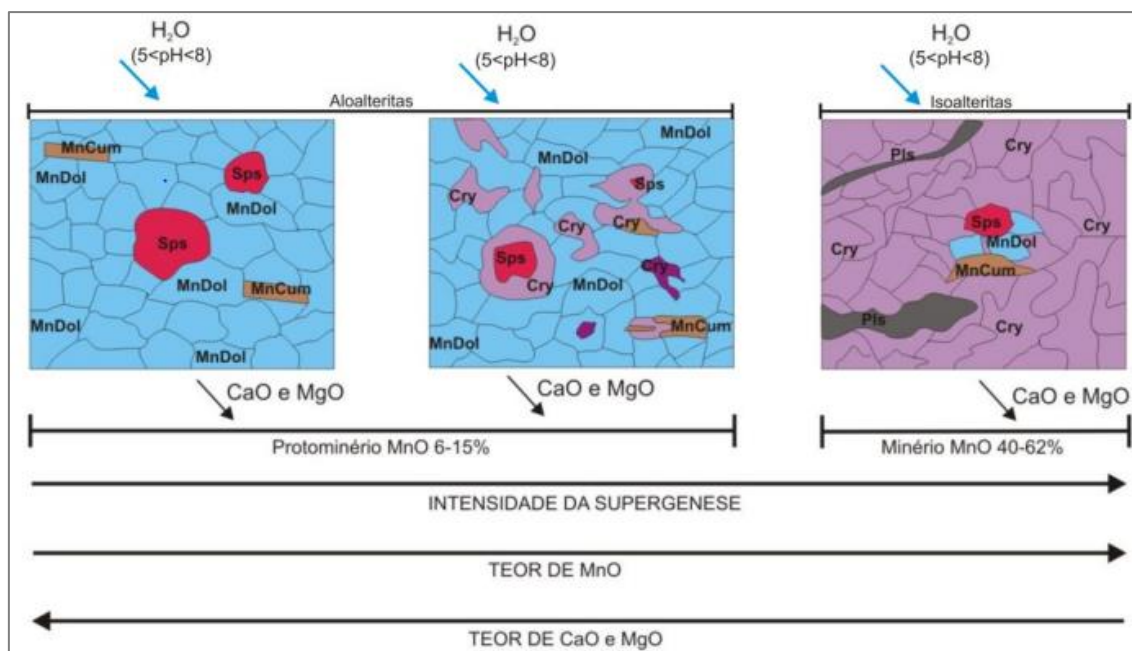 H₂O
(5<pH<8)
H₂O
(5<pH<8)
H₂O
(5<pH<8)
Aloalteritas
Isoalteritas
MnCum
MnDol
Sps
MnDol
Sps
MnDol
MnCum
MnDol
MnDol
MnDol
Cry
MnDol
Sps
Cry
Cry
Sps
Cry
Cry
MnDol
MnCum
MnDol
Pls
Cry
Sps
Cry
Cry
MnDol
MnCum
Pls
Cry
CaO e MgO
CaO e MgO
CaO e MgO
Protominério MnO 6-15%
Minério MnO 40-62%
INTENSIDADE DA SUPERGENESE
TEOR DE MnO
TEOR DE CaO e MgO